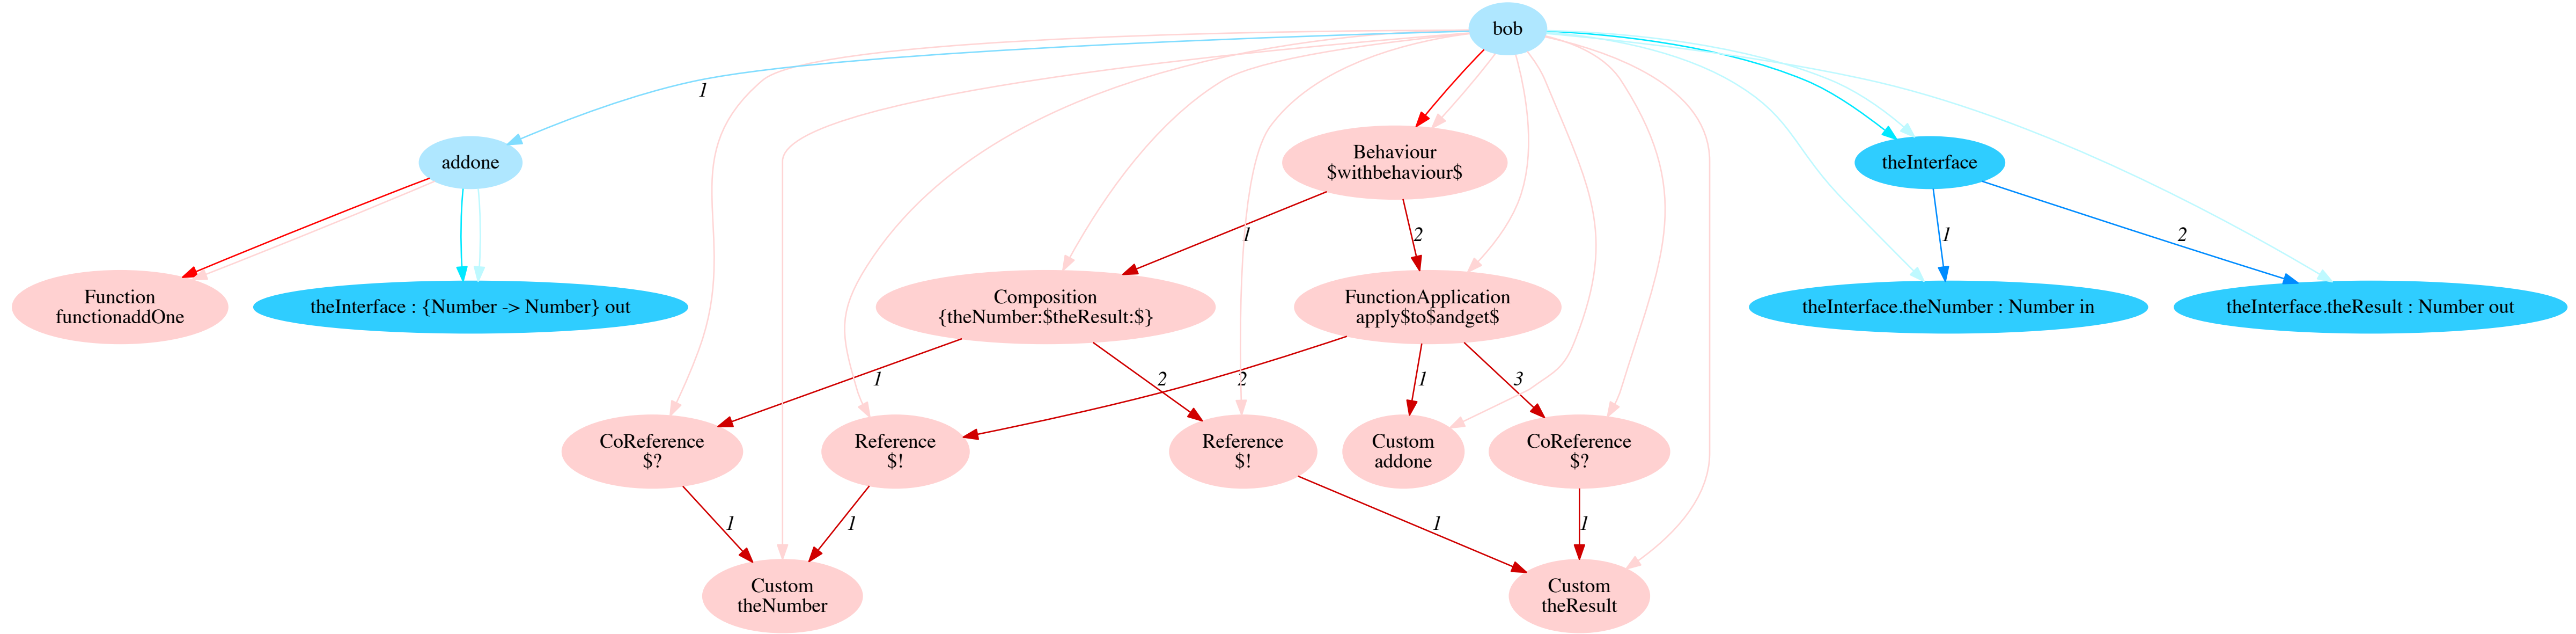 bob
1
addone
Behaviour
$withbehaviour$
theInterface
1
2
1
2
Function
functionaddOne
theInterface : {Number -> Number} out
Composition
{theNumber:$theResult:$}
FunctionApplication
apply$to$andget$
theInterface.theNumber : Number in
theInterface.theResult : Number out
1
2
2
1
3
CoReference
$?
Reference
$!
Reference
$!
Custom
addone
CoReference
$?
1
1
1
1
Custom
theNumber
Custom
theResult